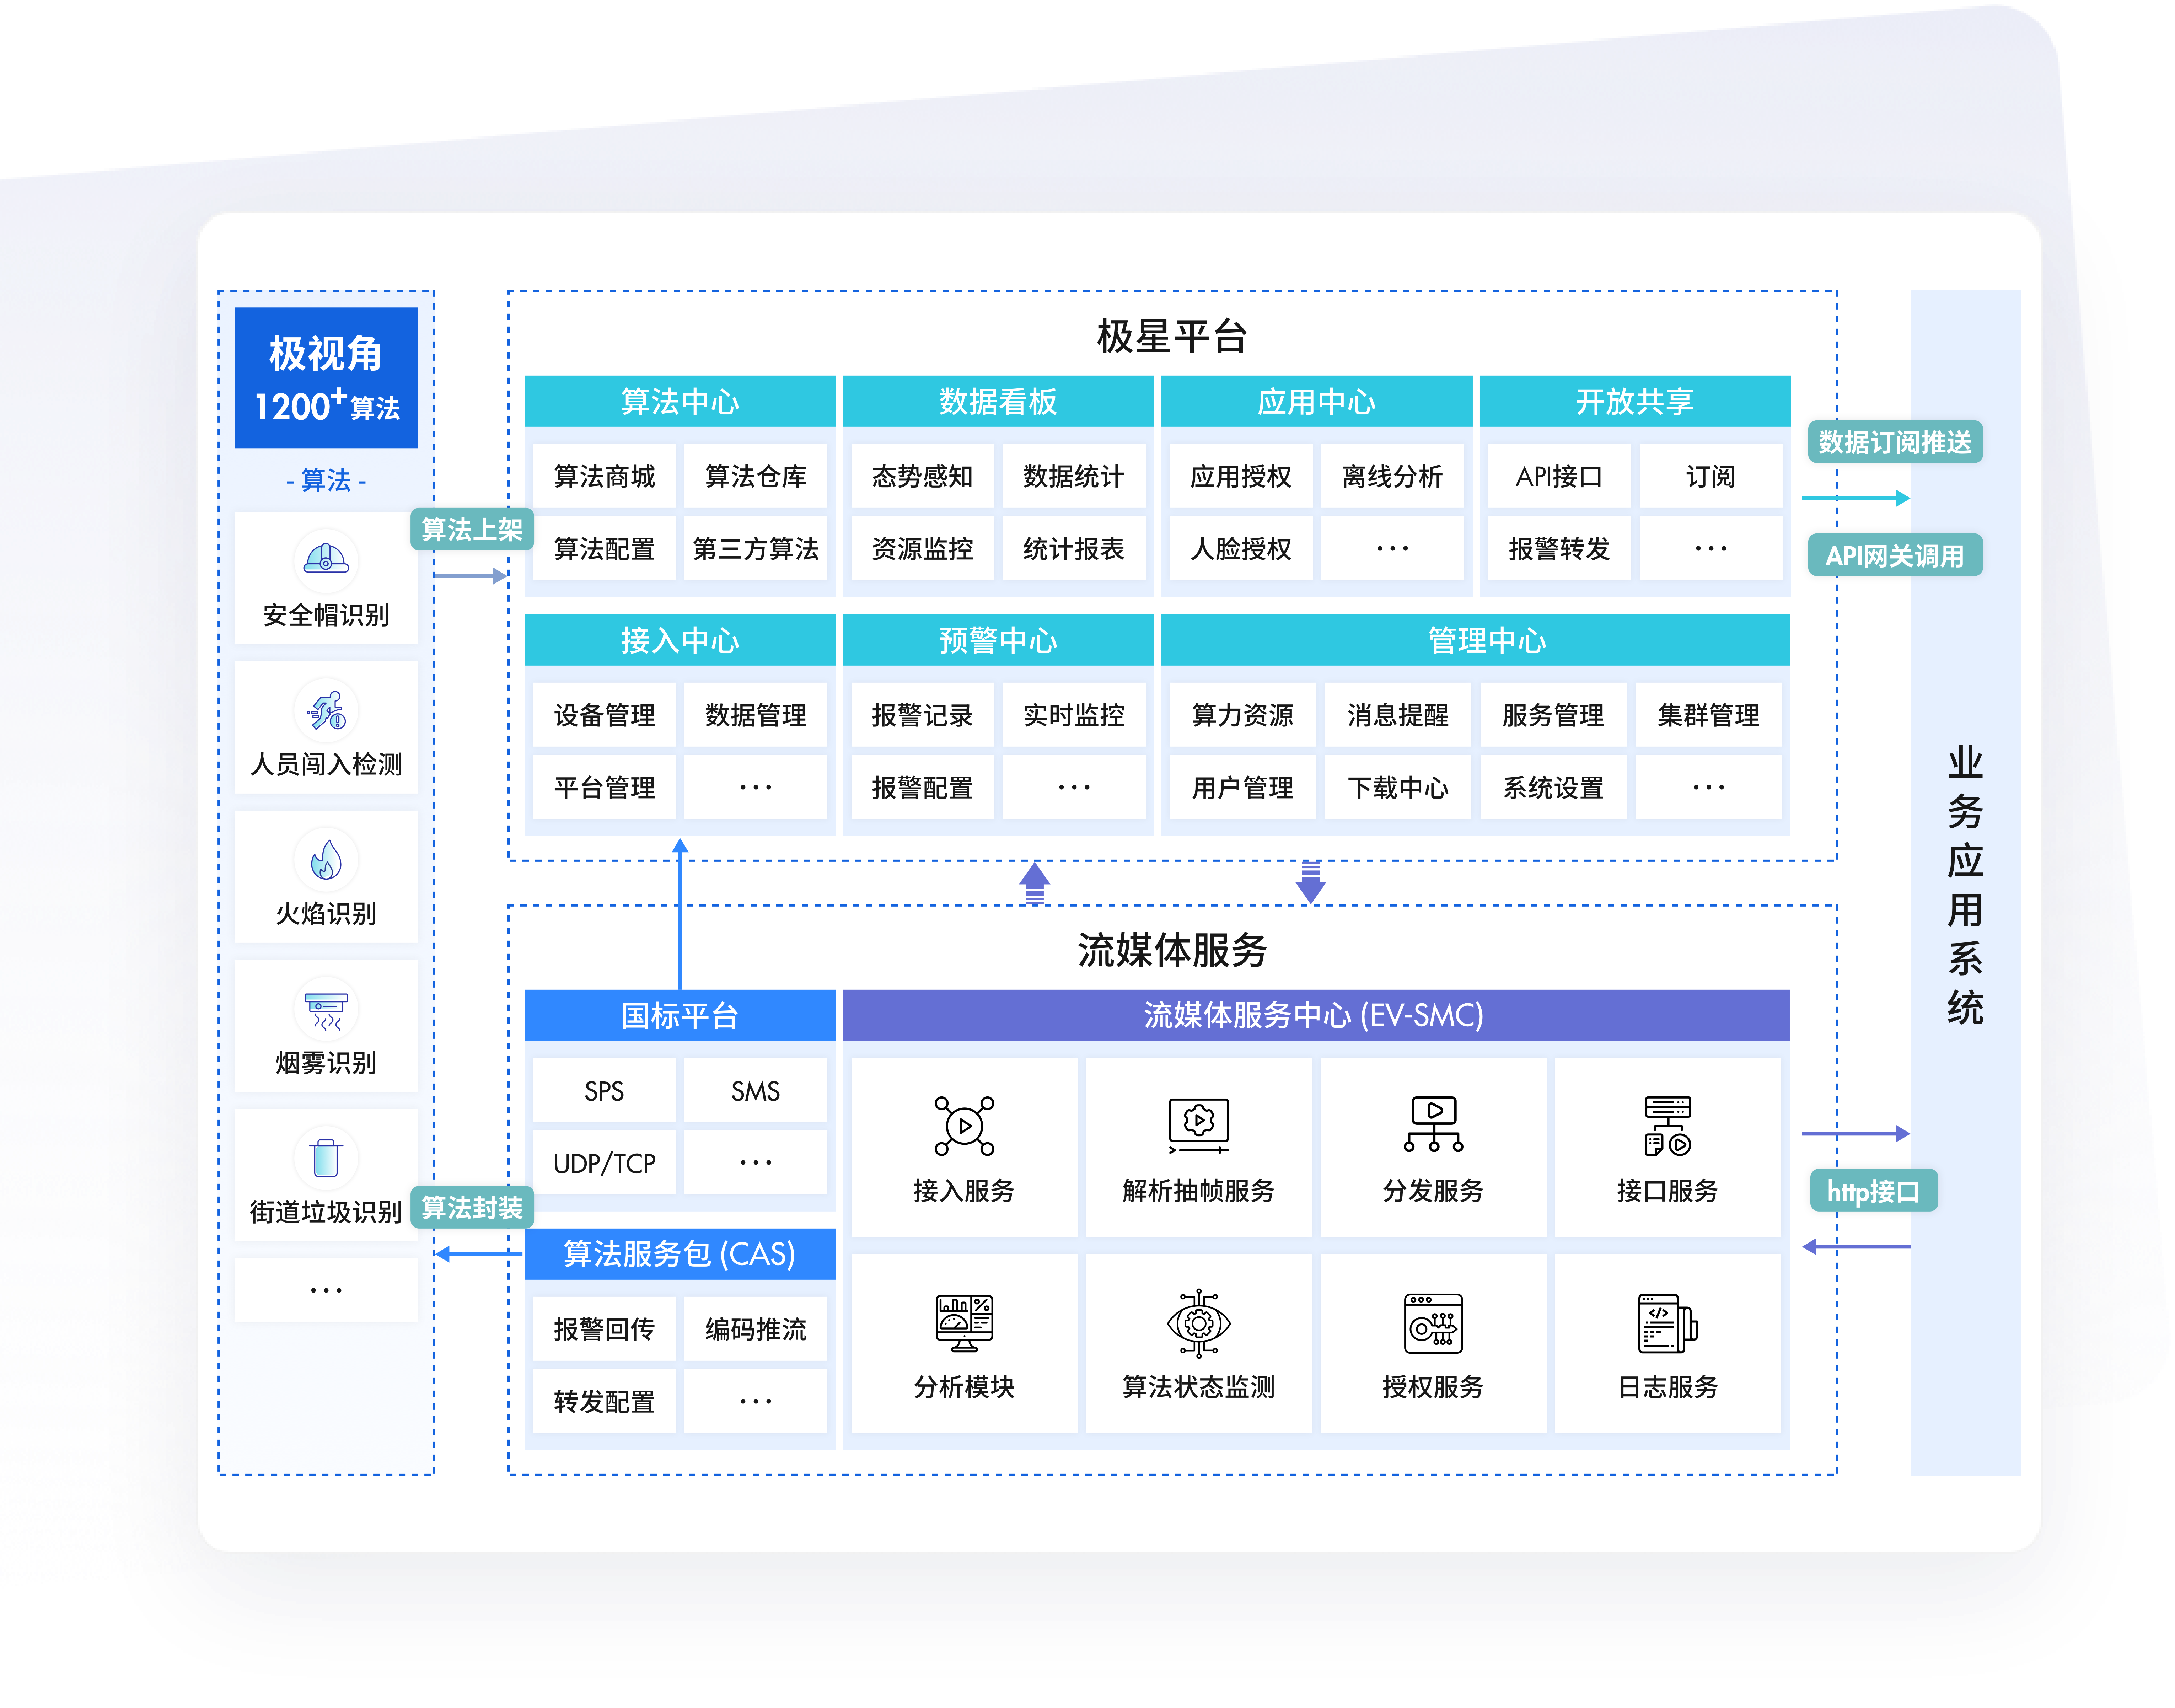 极视角
1200+算法
- 算法 -
安全帽识别
人员闯入检测
火焰识别
烟雾识别
街道垃圾识别
...
算法上架
算法封装
极星平台
算法中心
算法商城 算法仓库
算法配置 第三方算法
数据看板
态势感知 数据统计
资源监控 统计报表
应用中心
应用授权 离线分析
人脸授权 ...
开放共享
API接口 订阅
报警转发 ...
接入中心
设备管理 数据管理
平台管理 ...
预警中心
报警记录 实时监控
报警配置 ...
管理中心
算力资源 消息提醒 服务管理 集群管理
用户管理 下载中心 系统设置 ...
流媒体服务
国标平台
SPS SMS
UDP/TCP ...
算法服务包 (CAS)
报警回传 编码推流
转发配置 ...
流媒体服务中心 (EV-SMC)
接入服务 解析抽帧服务 分发服务 接口服务
分析模块 算法状态监测 授权服务 日志服务
数据订阅推送
API网关调用
http接口
业务应用系统